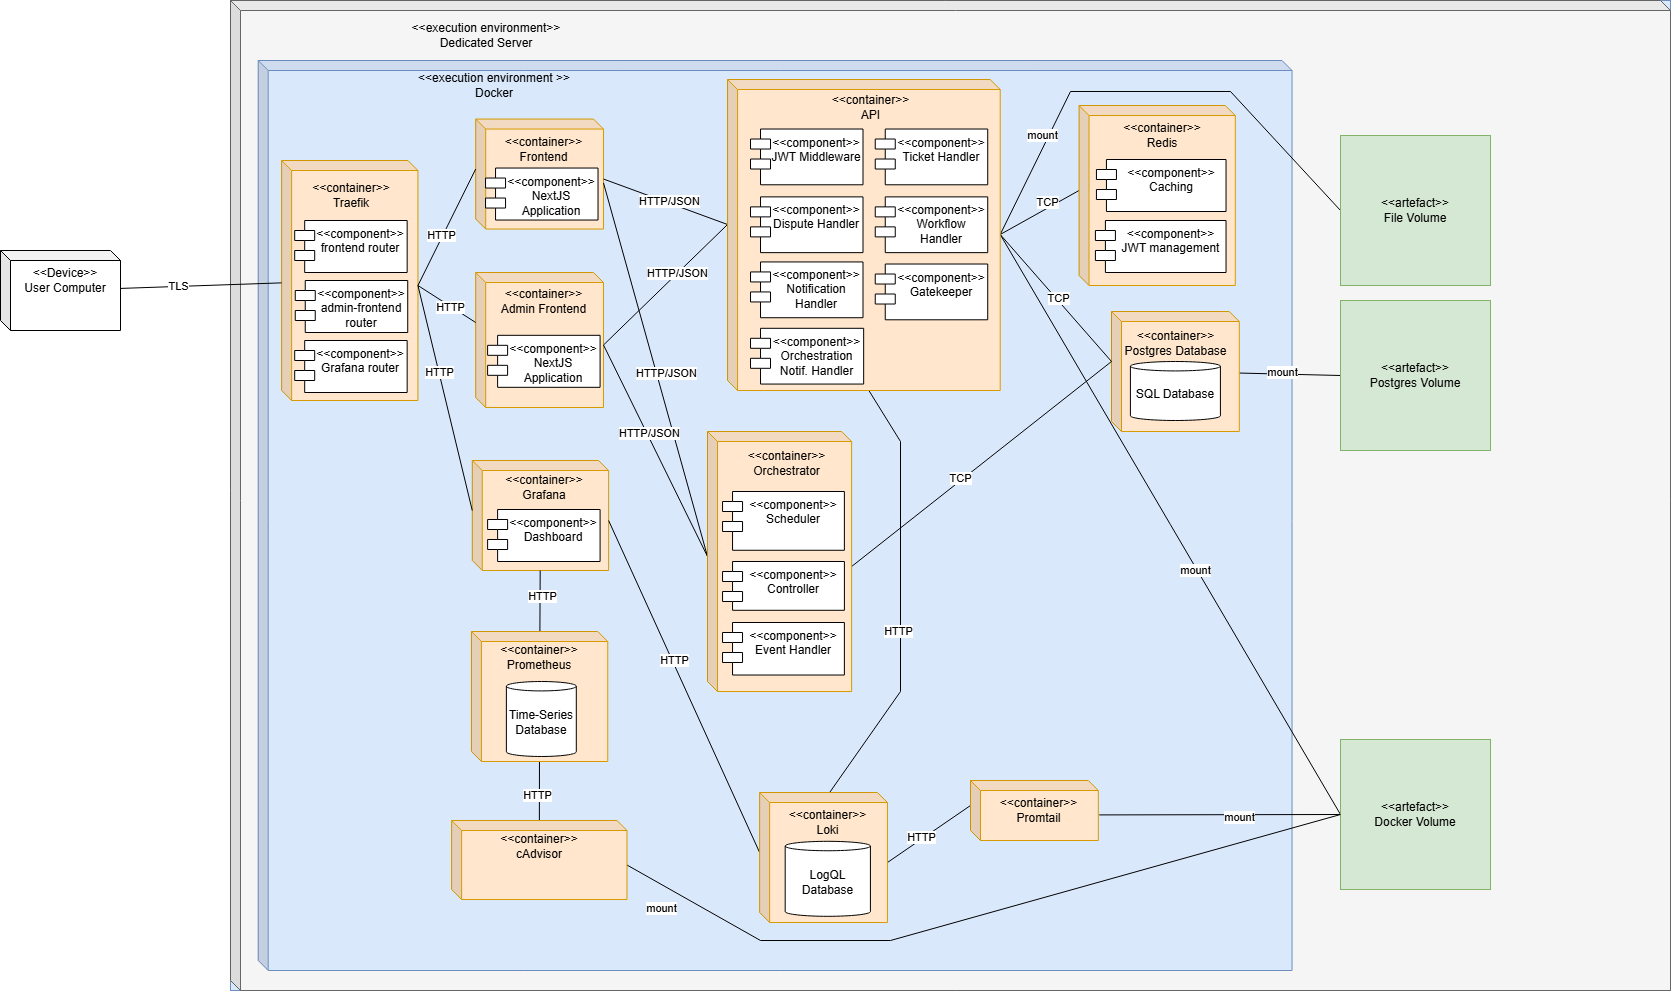 <<execution environment>>
Dedicated Server
<<execution environment >>
Docker
<<Device>>
User Computer
TLS
<<container>>
Traefik
<<component>>
frontend router
<<component>>
admin-frontend
router
<<component>>
Grafana router
HTTP
HTTP
HTTP
<<container>>
Frontend
<<component>>
NextJS
Application
<<container>>
Admin Frontend
<<component>>
NextJS
Application
HTTP/JSON
HTTP/JSON
HTTP/JSON
HTTP/JSON
<<container>>
API
<<component>>
JWT Middleware
<<component>>
Ticket Handler
<<component>>
Dispute Handler
<<component>>
Workflow
Handler
<<component>>
Notification
Handler
<<component>>
Gatekeeper
<<component>>
Orchestration
Notif. Handler
mount
TCP
TCP
<<container>>
Redis
<<component>>
Caching
<<component>>
JWT management
<<container>>
Postgres Database
SQL Database
mount
<<artefact>>
File Volume
<<artefact>>
Postgres Volume
<<container>>
Grafana
<<component>>
Dashboard
HTTP
<<container>>
Prometheus
Time-Series
Database
HTTP
<<container>>
cAdvisor
mount
HTTP
<<container>>
Orchestrator
<<component>>
Scheduler
<<component>>
Controller
<<component>>
Event Handler
TCP
HTTP
mount
<<container>>
Loki
LogQL
Database
HTTP
<<container>>
Promtail
mount
<<artefact>>
Docker Volume